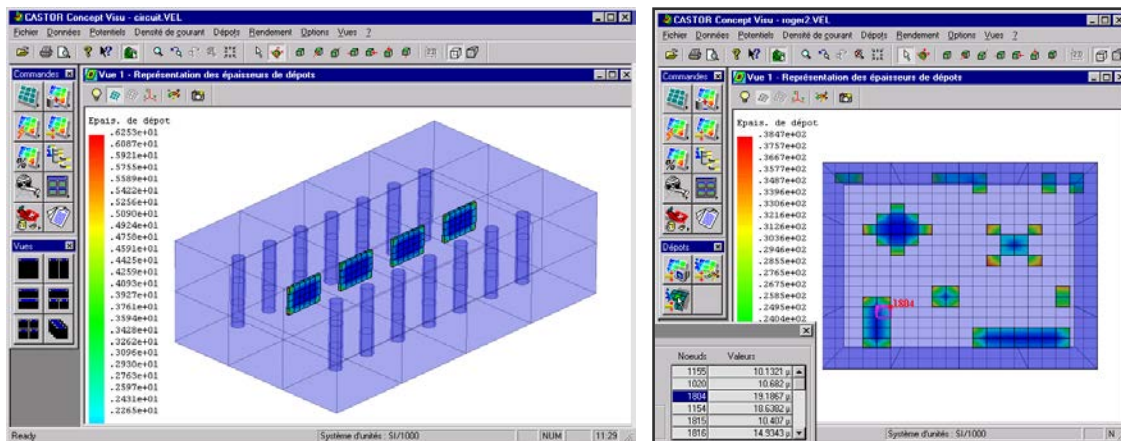 CASTOR Concept Visu - circuit.VEL
Fichier Données Potentiels Densité de courant Dépots Rendement Options Vues ?
Commandes
Vue 1 - Représentation des épaisseurs de dépots
Epais. de dépot
.6253e+01
.6087e+01
.5921e+01
.5755e+01
.5589e+01
.5422e+01
.5256e+01
.5090e+01
.4924e+01
.4758e+01
.4591e+01
.4425e+01
.4259e+01
.4093e+01
.3927e+01
.3761e+01
.3594e+01
.3428e+01
.3262e+01
.3096e+01
.2930e+01
.2763e+01
.2597e+01
.2431e+01
.2265e+01
Vues
Ready
Système d'unités : SI/1000
NUM
11:29
CASTOR Concept Visu - roger2.VEL
Fichier Données Potentiels Densité de courant Dépots Rendement Options Vues ?
Commandes
Vue 1 - Représentation des épaisseurs de dépots
Epais. de dépot
.3847e+02
.3757e+02
.3667e+02
.3577e+02
.3487e+02
.3396e+02
.3306e+02
.3216e+02
.3126e+02
.3036e+02
.2946e+02
.2855e+02
.2765e+02
.2675e+02
.2585e+02
.2495e+02
.2404e+02
Dépots
1804
Noeuds Valeurs
1155 10.1321 µ
1020 10.682 µ
1804 19.1867 µ
1154 18.6382 µ
1815 10.407 µ
1816 14.9343 µ
Système d'unités : SI/1000
N